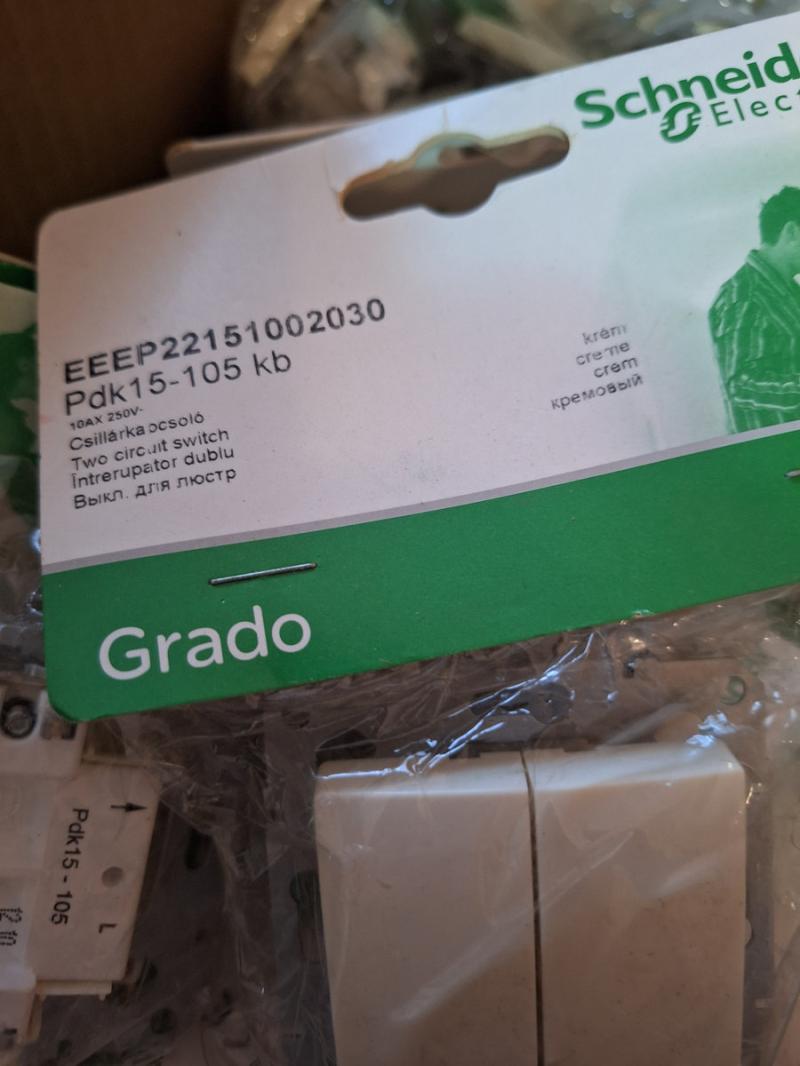 Schneid
Elect
EEEP22151002030
Pdk15-105 kb
10AX 250V~
Csillárkapcsoló
Two circuit switch
Întrerupator dublu
Выкл. для люстр
krém
creme
crem
кремовый
Grado
Pdk15 - 105
L